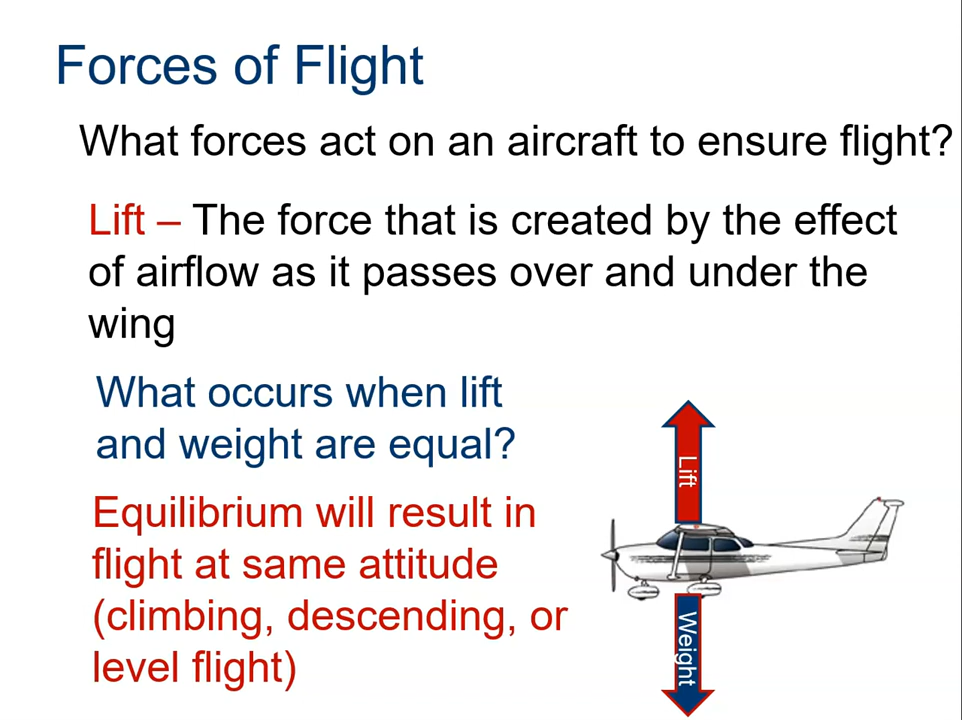 Forces of Flight
What forces act on an aircraft to ensure flight?
Lift – The force that is created by the effect
of airflow as it passes over and under the
wing
What occurs when lift
and weight are equal?
Equilibrium will result in
flight at same attitude
(climbing, descending, or
level flight)
Lift
Weight